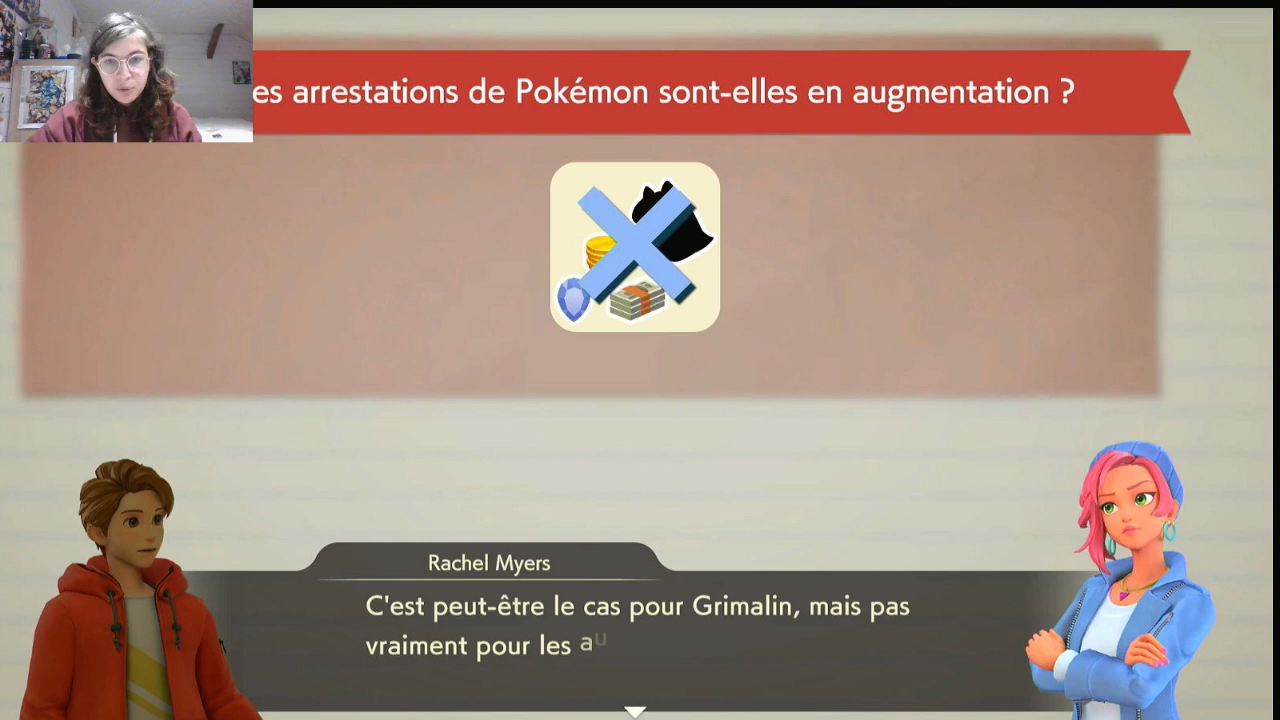 es arrestations de Pokémon sont-elles en augmentation ?
Rachel Myers
C'est peut-être le cas pour Grimalin, mais pas
vraiment pour les au